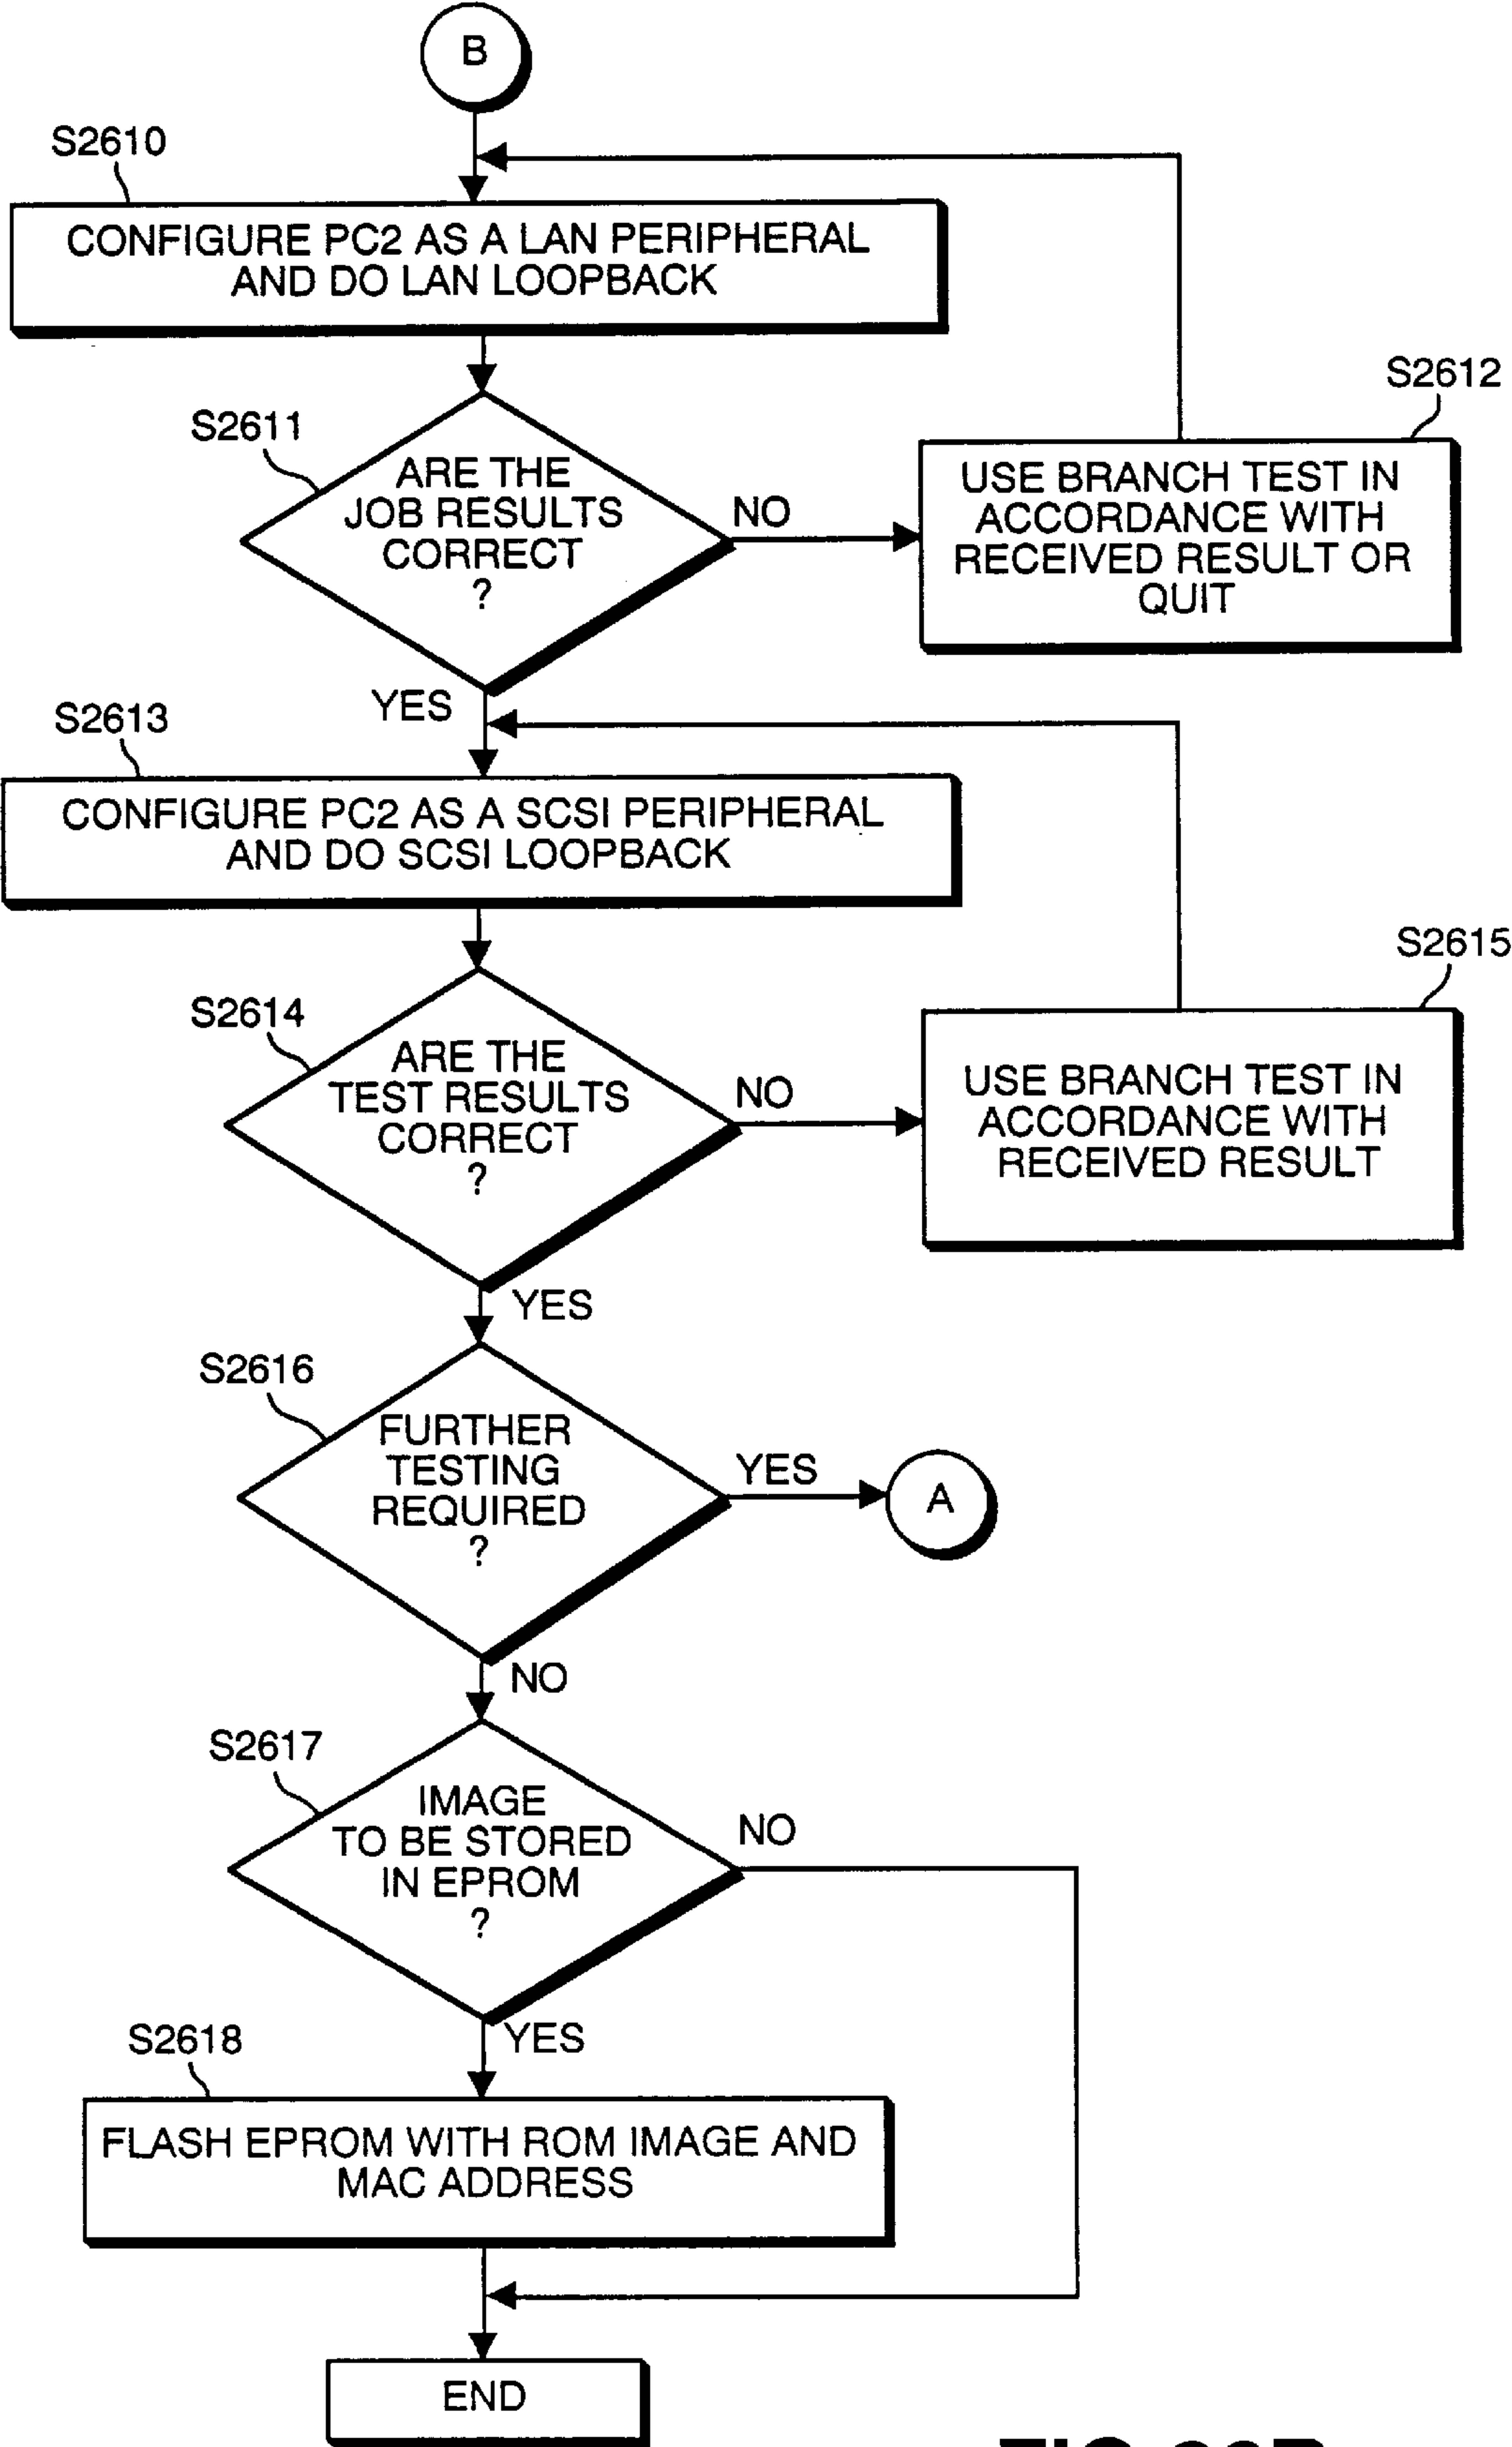 B
S2610
CONFIGURE PC2 AS A LAN PERIPHERAL
AND DO LAN LOOPBACK
S2611
ARE THE
JOB RESULTS
CORRECT
?
NO
S2612
USE BRANCH TEST IN
ACCORDANCE WITH
RECEIVED RESULT OR
QUIT
YES
S2613
CONFIGURE PC2 AS A SCSI PERIPHERAL
AND DO SCSI LOOPBACK
S2614
ARE THE
TEST RESULTS
CORRECT
?
NO
S2615
USE BRANCH TEST IN
ACCORDANCE WITH
RECEIVED RESULT
YES
S2616
FURTHER
TESTING
REQUIRED
?
YES
A
NO
S2617
IMAGE
TO BE STORED
IN EPROM
?
NO
YES
S2618
FLASH EPROM WITH ROM IMAGE AND
MAC ADDRESS
END